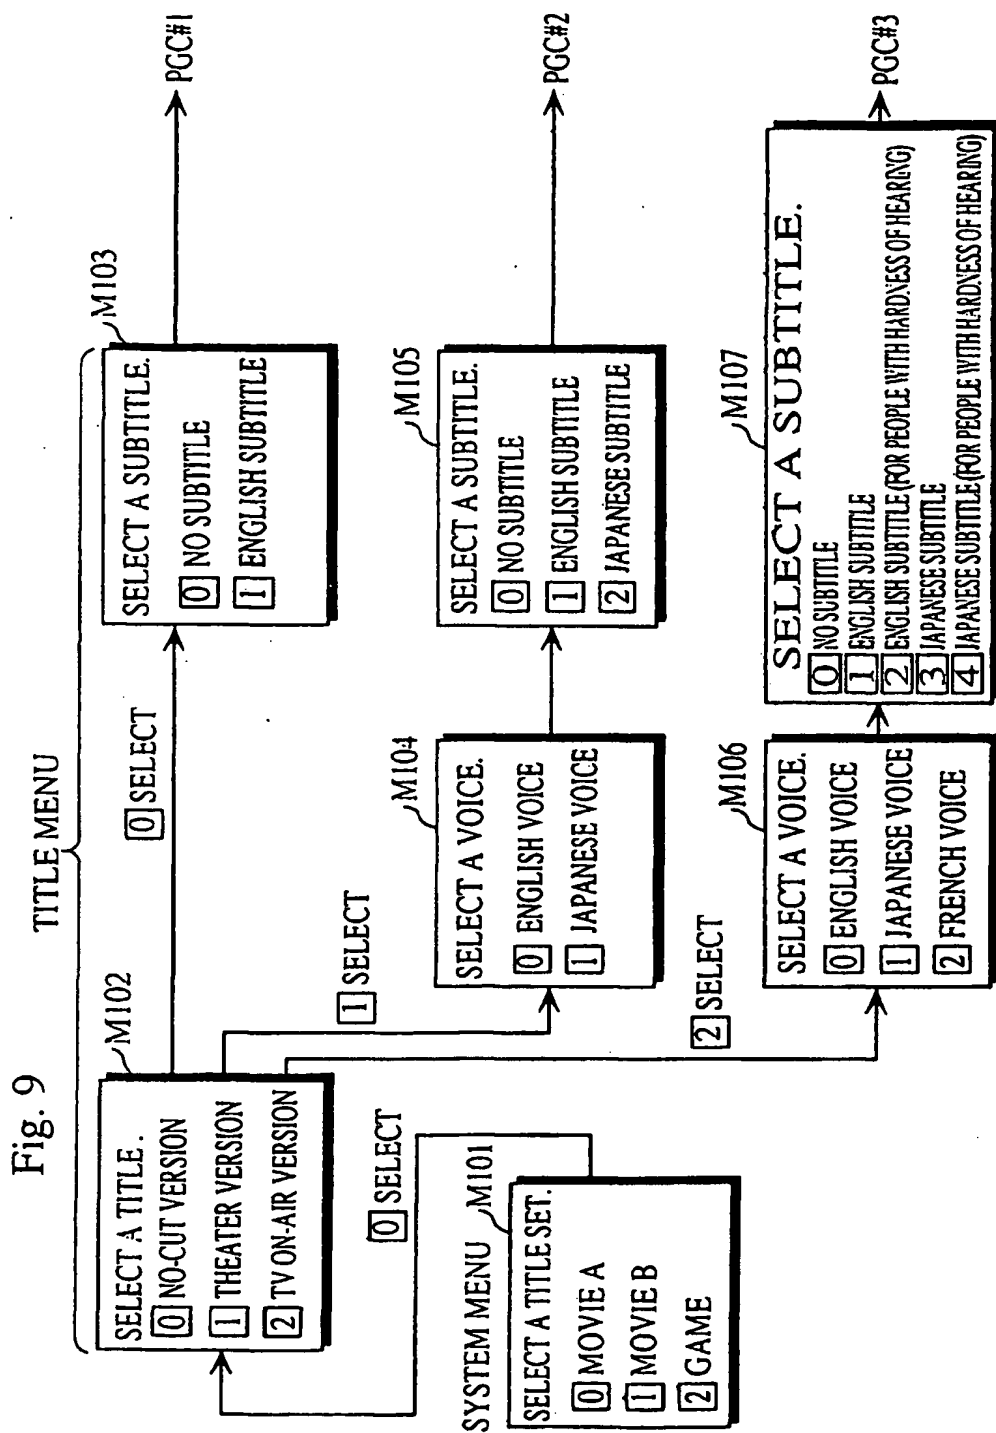 Fig. 9
TITLE MENU
M102
SELECT A TITLE.
0 NO-CUT VERSION
1 THEATER VERSION
2 TV ON-AIR VERSION
0 SELECT
M103
SELECT A SUBTITLE.
0 NO SUBTITLE
1 ENGLISH SUBTITLE
PGC#1
1 SELECT
M104
SELECT A VOICE.
0 ENGLISH VOICE
1 JAPANESE VOICE
M105
SELECT A SUBTITLE.
0 NO SUBTITLE
1 ENGLISH SUBTITLE
2 JAPANESE SUBTITLE
PGC#2
0 SELECT
SYSTEM MENU
M101
SELECT A TITLE SET.
0 MOVIE A
1 MOVIE B
2 GAME
2 SELECT
M106
SELECT A VOICE.
0 ENGLISH VOICE
1 JAPANESE VOICE
2 FRENCH VOICE
M107
SELECT A SUBTITLE.
0 NO SUBTITLE
1 ENGLISH SUBTITLE
2 ENGLISH SUBTITLE (FOR PEOPLE WITH HARDNESS OF HEARING)
3 JAPANESE SUBTITLE
4 JAPANESE SUBTITLE (FOR PEOPLE WITH HARDNESS OF HEARING)
PGC#3